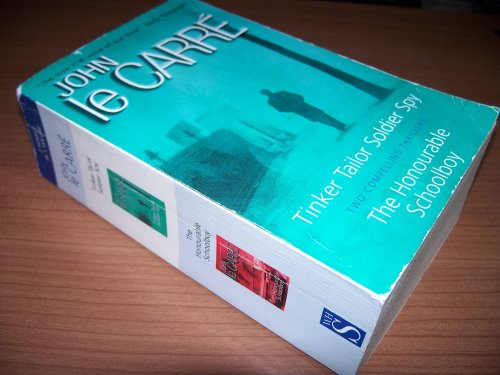 JOHN
le CARRÉ
Tinker Tailor Soldier Spy
TWO COMPELLING THRILLERS
The Honourable
Schoolboy
JOHN
le CARRÉ
Tinker Tailor
Soldier Spy
The
Honourable
Schoolboy
WH
S